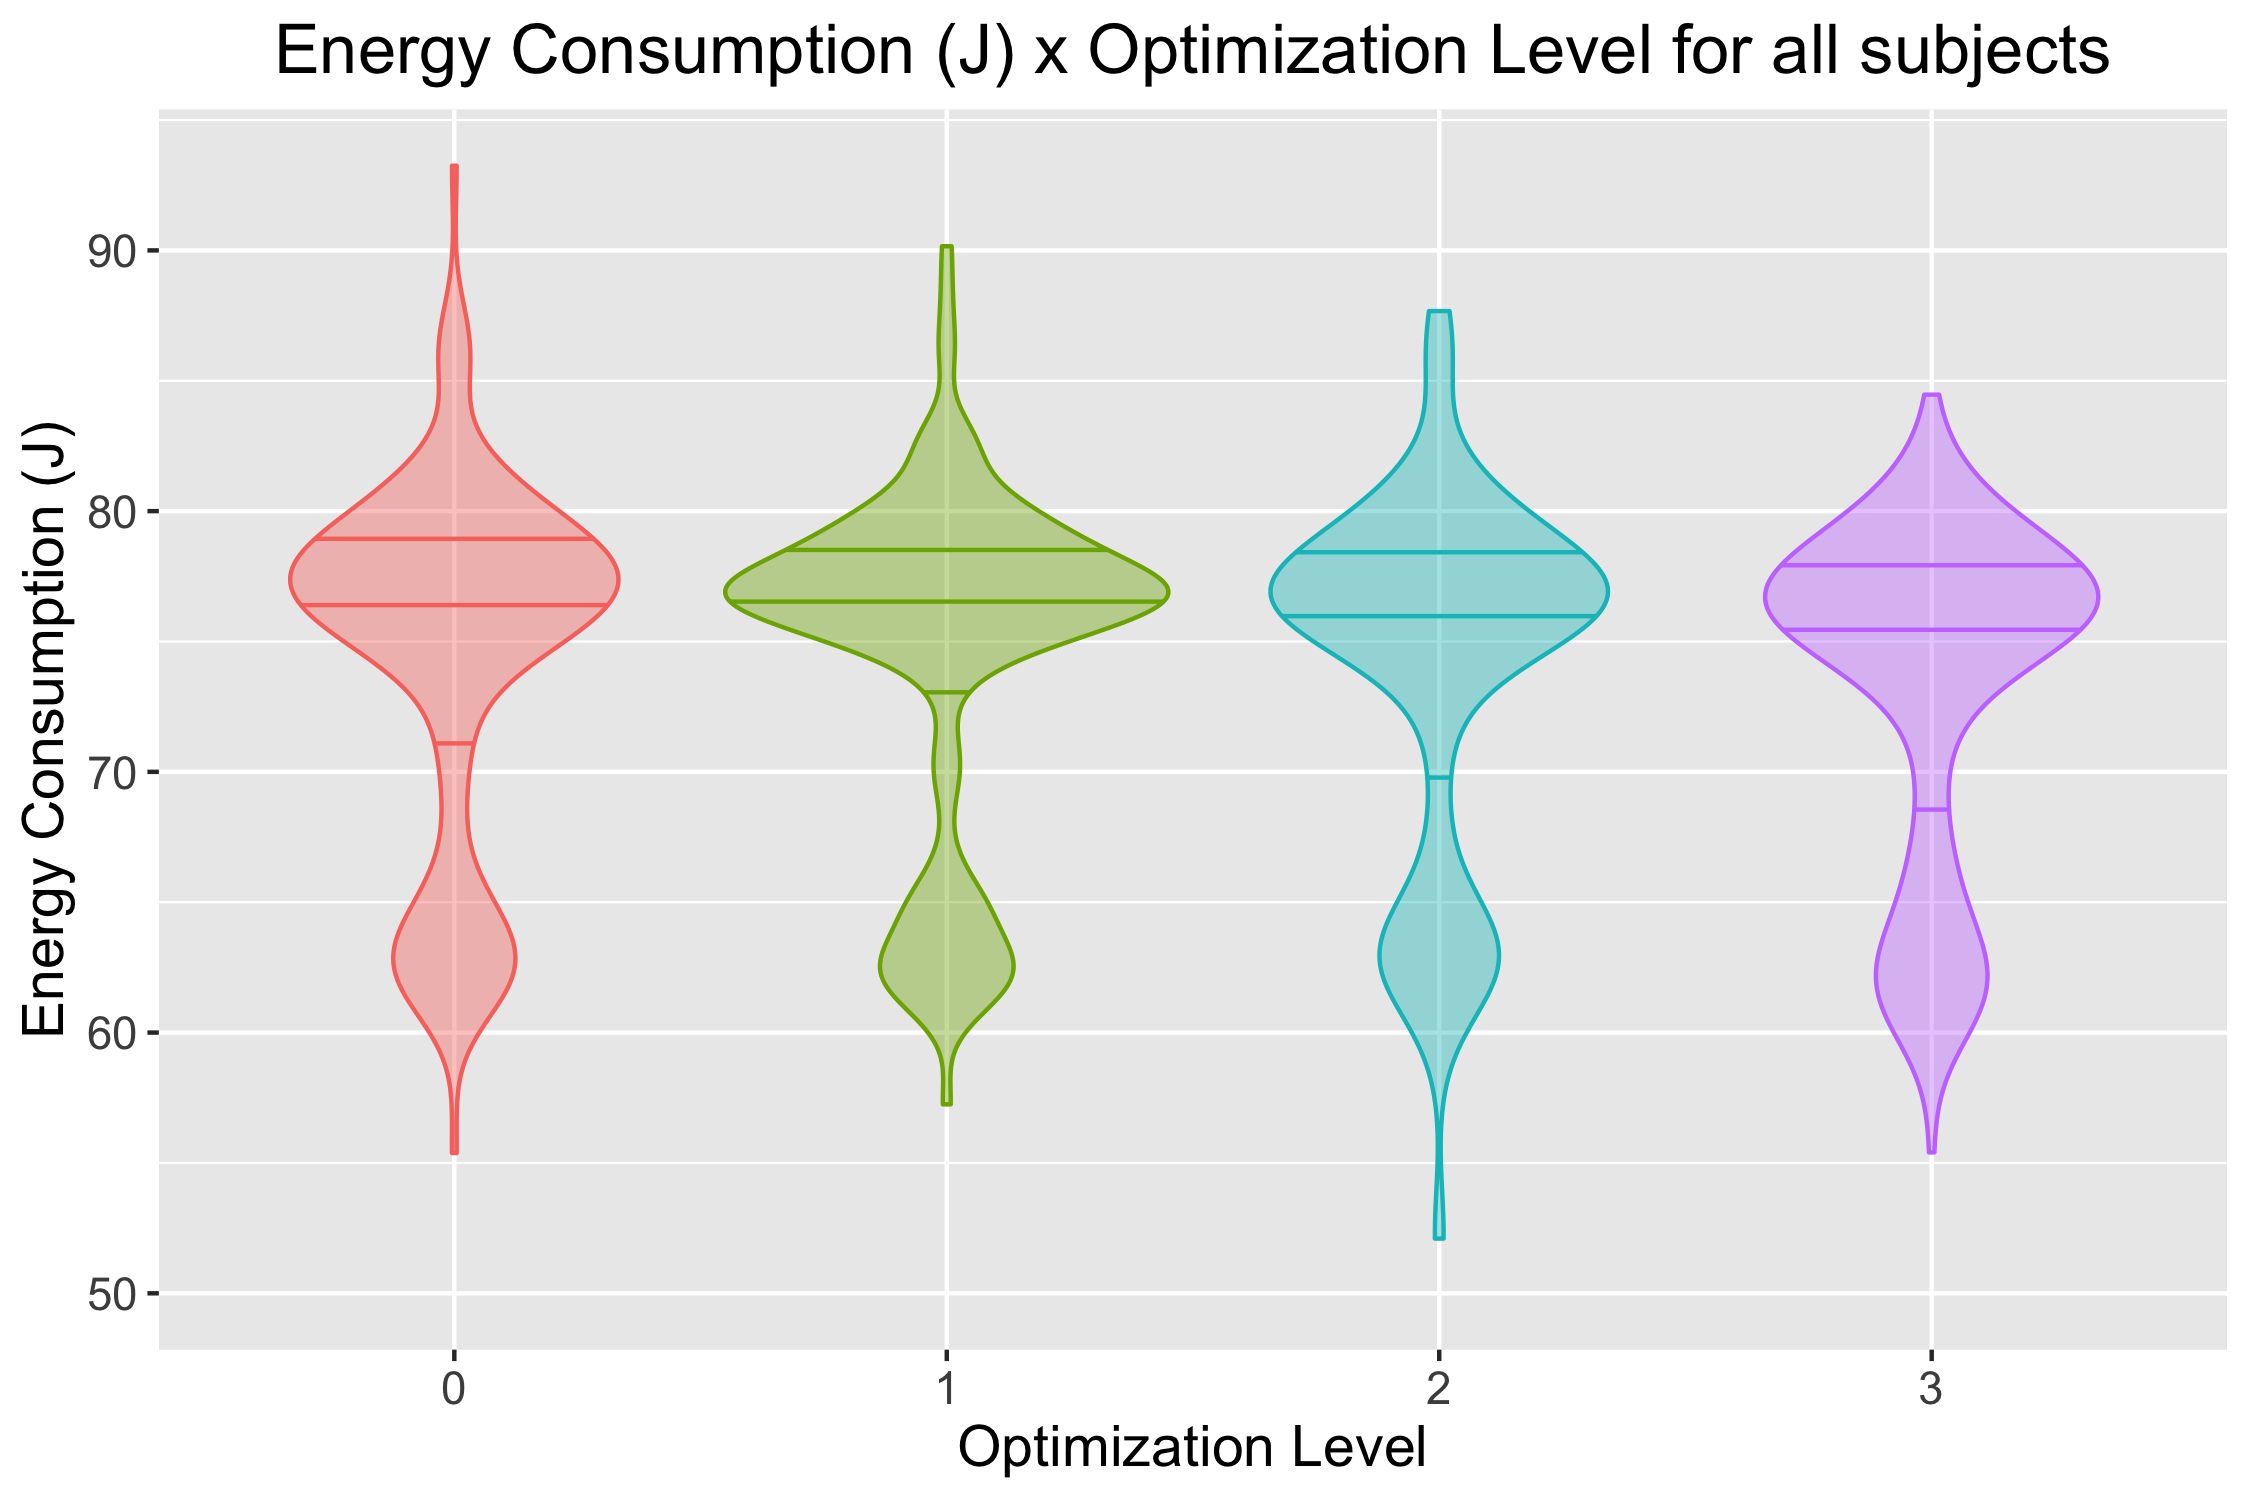 Energy Consumption (J) x Optimization Level for all subjects
Energy Consumption (J)
90
80
70
60
50
0 1 2 3
Optimization Level